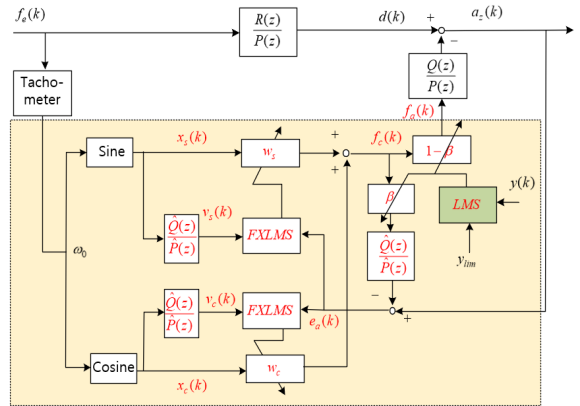 f_e(k)
R(z)
P(z)
d(k)
+
a_z(k)
−
Tacho-
meter
Q(z)
P(z)
f_a(k)
Sine
x_s(k)
w_s
+
+
f_c(k)
1−β
β
LMS
y(k)
y_lim
Q̂(z)
P̂(z)
v_s(k)
FXLMS
Q̂(z)
P̂(z)
ω_0
Q̂(z)
P̂(z)
v_c(k)
FXLMS
e_a(k)
−
+
Cosine
x_c(k)
w_c